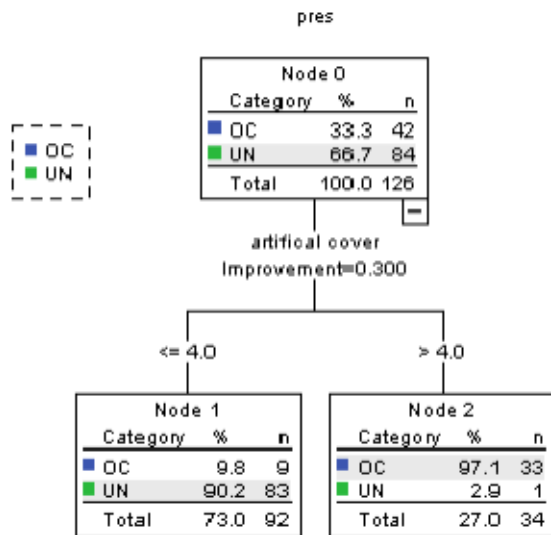 pres
Node 0
Category % n
OC 33.3 42
UN 66.7 84
Total 100.0 126
OC
UN
artifical cover
Improvement=0.300
<= 4.0
> 4.0
Node 1
Category % n
OC 9.8 9
UN 90.2 83
Total 73.0 92
Node 2
Category % n
OC 97.1 33
UN 2.9 1
Total 27.0 34